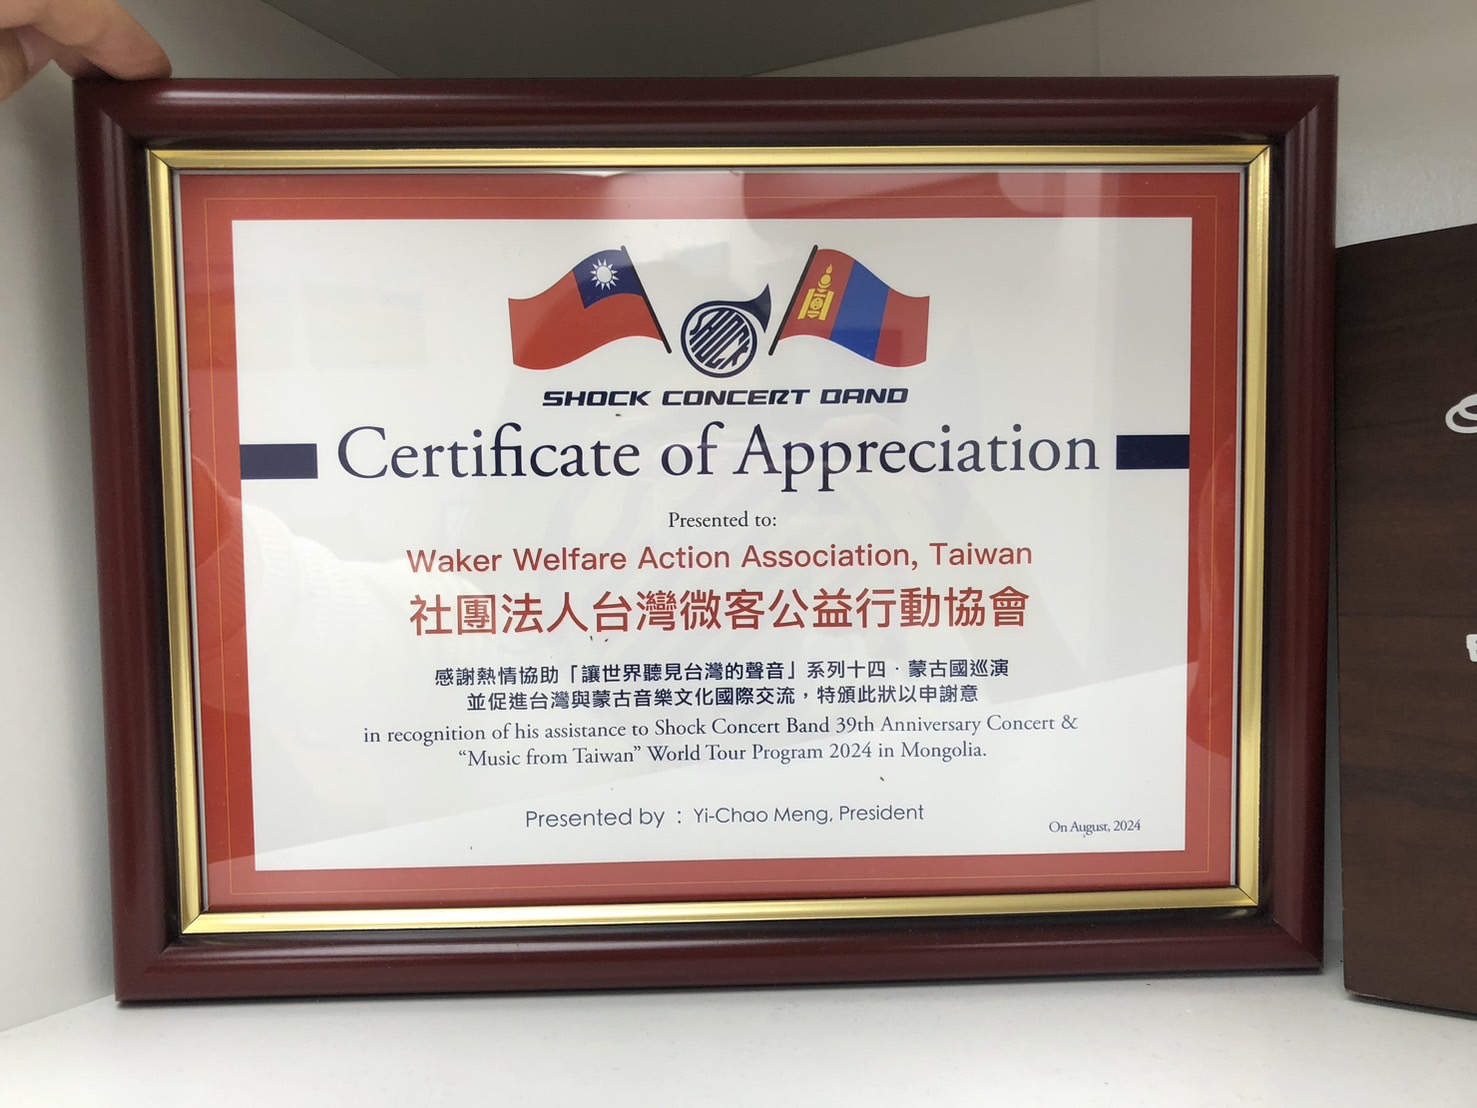 SHOCK
SHOCK CONCERT BAND
Certificate of Appreciation
Presented to:
Waker Welfare Action Association, Taiwan
社團法人台灣微客公益行動協會
感謝熱情協助「讓世界聽見台灣的聲音」系列十四．蒙古國巡演
並促進台灣與蒙古音樂文化國際交流，特頒此狀以申謝意
in recognition of his assistance to Shock Concert Band 39th Anniversary Concert &
“Music from Taiwan” World Tour Program 2024 in Mongolia.
Presented by : Yi-Chao Meng, President
On August, 2024